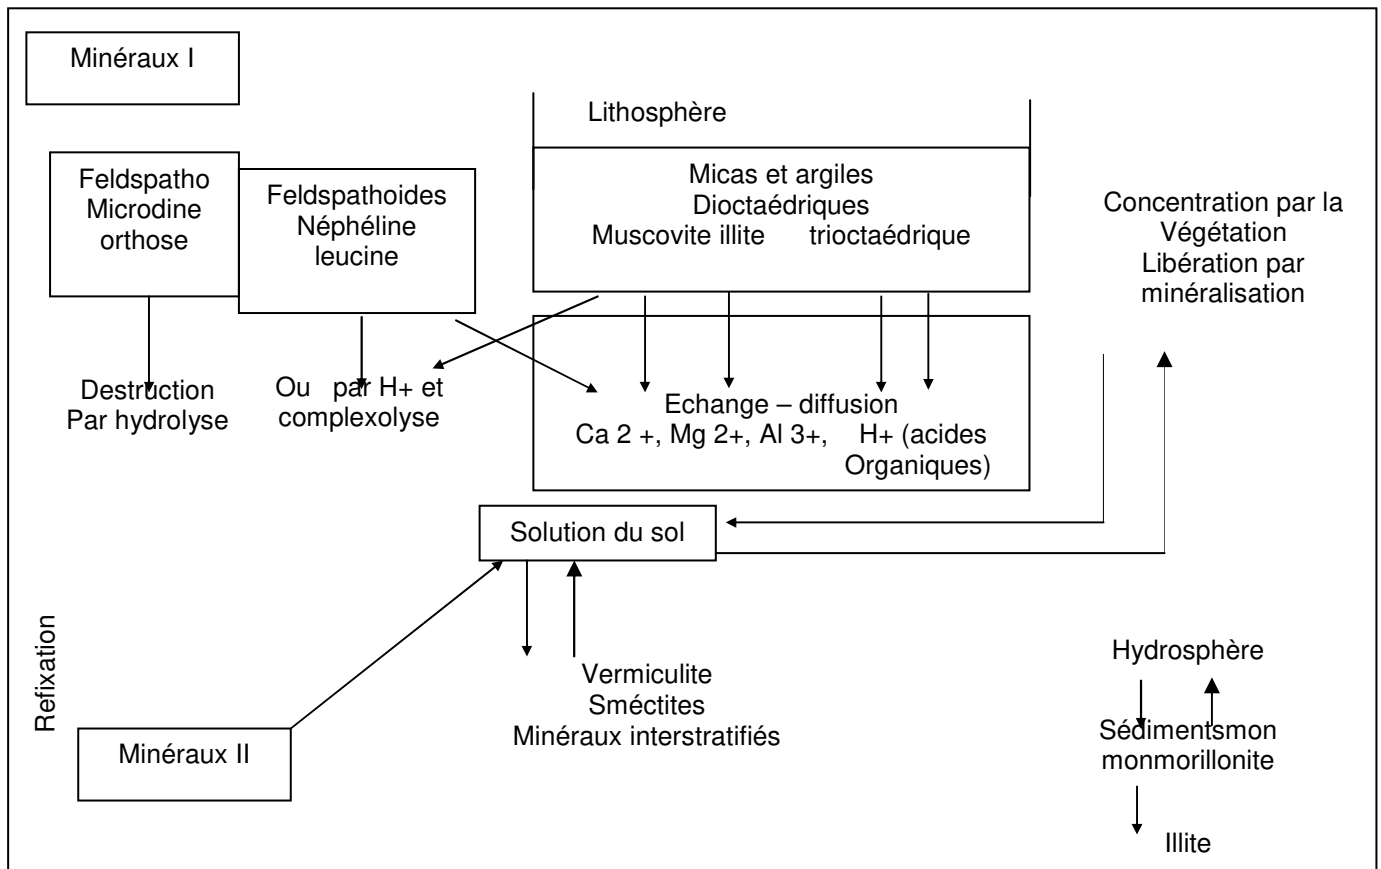 Minéraux I
Lithosphère
Feldspatho
Microdine
orthose
Feldspathoides
Néphéline
leucine
Micas et argiles
Dioctaédriques
Muscovite illite trioctaédrique
Concentration par la
Végétation
Libération par
minéralisation
Destruction
Par hydrolyse
Ou par H+ et
complexolyse
Echange – diffusion
Ca 2 +, Mg 2+, Al 3+, H+ (acides
Organiques)
Solution du sol
Refixation
Vermiculite
Sméctites
Minéraux interstratifiés
Minéraux II
Hydrosphère
Sédimentsmon
monmorillonite
Illite